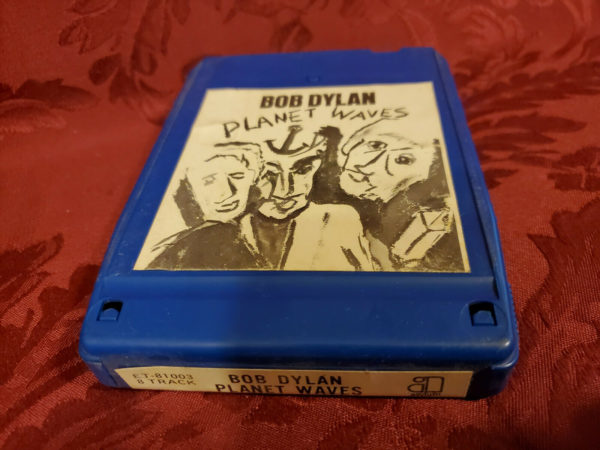 BOB DYLAN
PLANET WAVES
ET-81003
8 TRACK
BOB DYLAN
PLANET WAVES